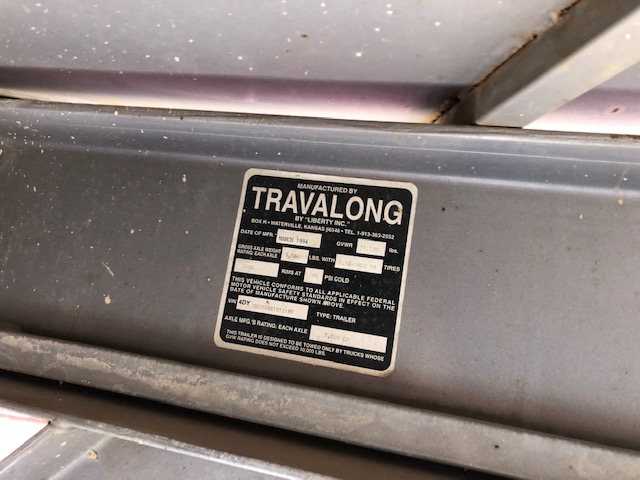 MANUFACTURED BY
TRAVALONG
BY "LIBERTY INC."
BOX H • WATERVILLE, KANSAS 66548 • TEL. 1-913-363-2552
DATE OF MFR. MARCH 1994 GVWR lbs.
GROSS AXLE WEIGHT
RATING: EACH AXLE LBS. WITH TIRES
RIMS AT PSI COLD
THIS VEHICLE CONFORMS TO ALL APPLICABLE FEDERAL
MOTOR VEHICLE SAFETY STANDARDS IN EFFECT ON THE
DATE OF MANUFACTURE SHOWN ABOVE.
VIN 4DY TYPE: TRAILER
AXLE MFG.'S RATING: EACH AXLE
THIS TRAILER IS DESIGNED TO BE TOWED ONLY BY TRUCKS WHOSE
GVW RATING DOES NOT EXCEED 10,000 LBS.